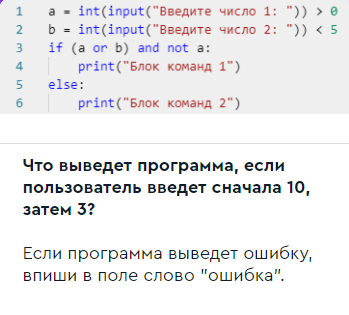 1 a = int(input("Введите число 1: ")) > 0
2 b = int(input("Введите число 2: ")) < 5
3 if (a or b) and not a:
4 print("Блок команд 1")
5 else:
6 print("Блок команд 2")
Что выведет программа, если
пользователь введет сначала 10,
затем 3?
Если программа выведет ошибку,
впиши в поле слово "ошибка".